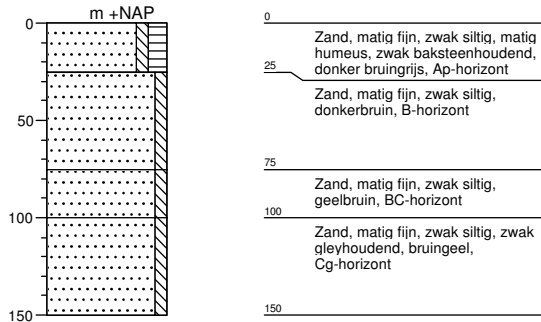 m +NAP
0
50
100
150
0
Zand, matig fijn, zwak siltig, matig
humeus, zwak baksteenhoudend,
donker bruingrijs, Ap-horizont
25
Zand, matig fijn, zwak siltig,
donkerbruin, B-horizont
75
Zand, matig fijn, zwak siltig,
geelbruin, BC-horizont
100
Zand, matig fijn, zwak siltig, zwak
gleyhoudend, bruingeel,
Cg-horizont
150